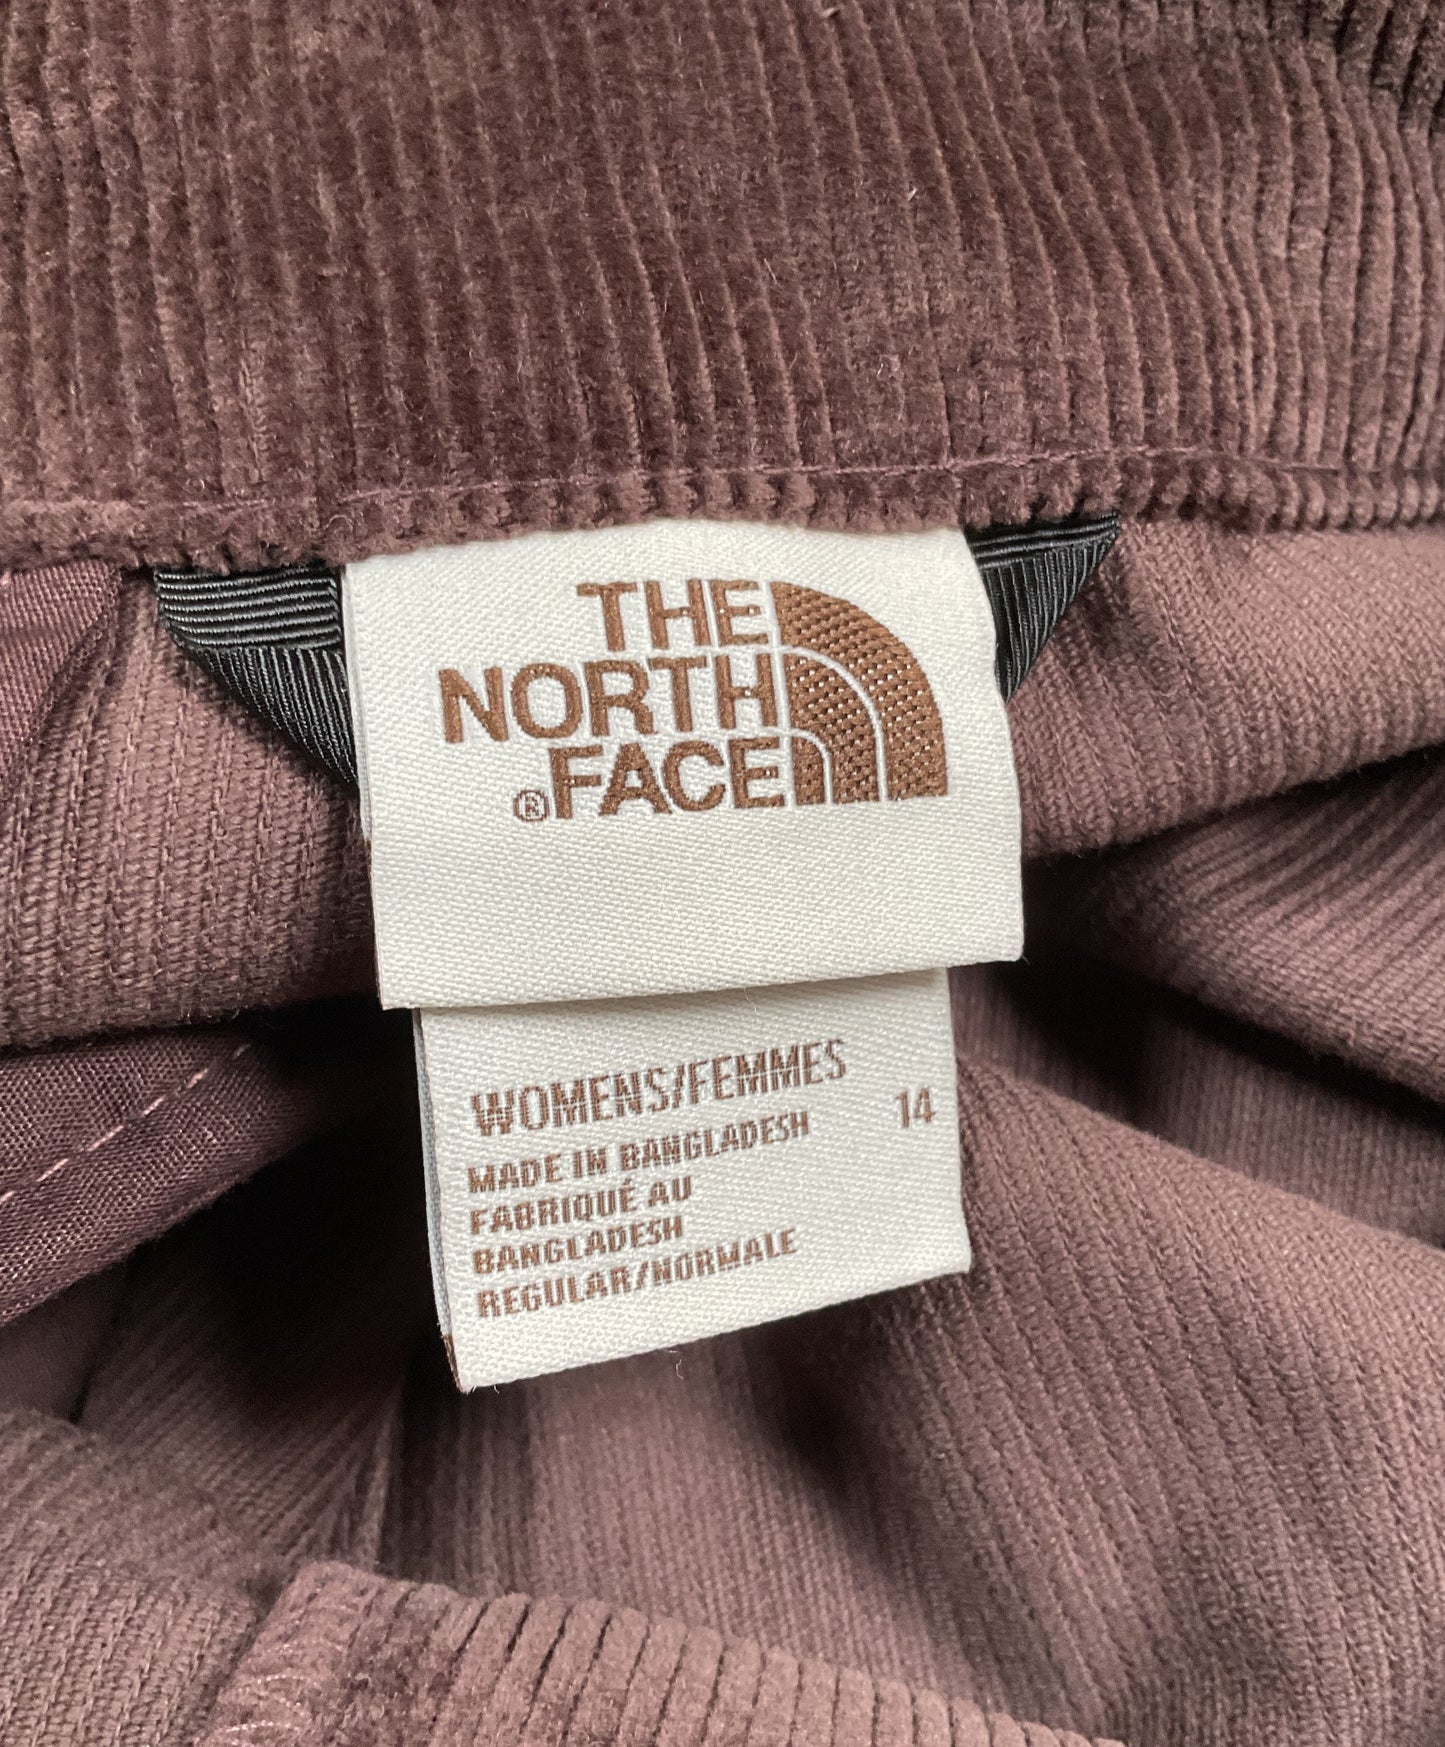 THE
NORTH
®FACE
WOMENS/FEMMES 14
MADE IN BANGLADESH
FABRIQUÉ AU
BANGLADESH
REGULAR/NORMALE